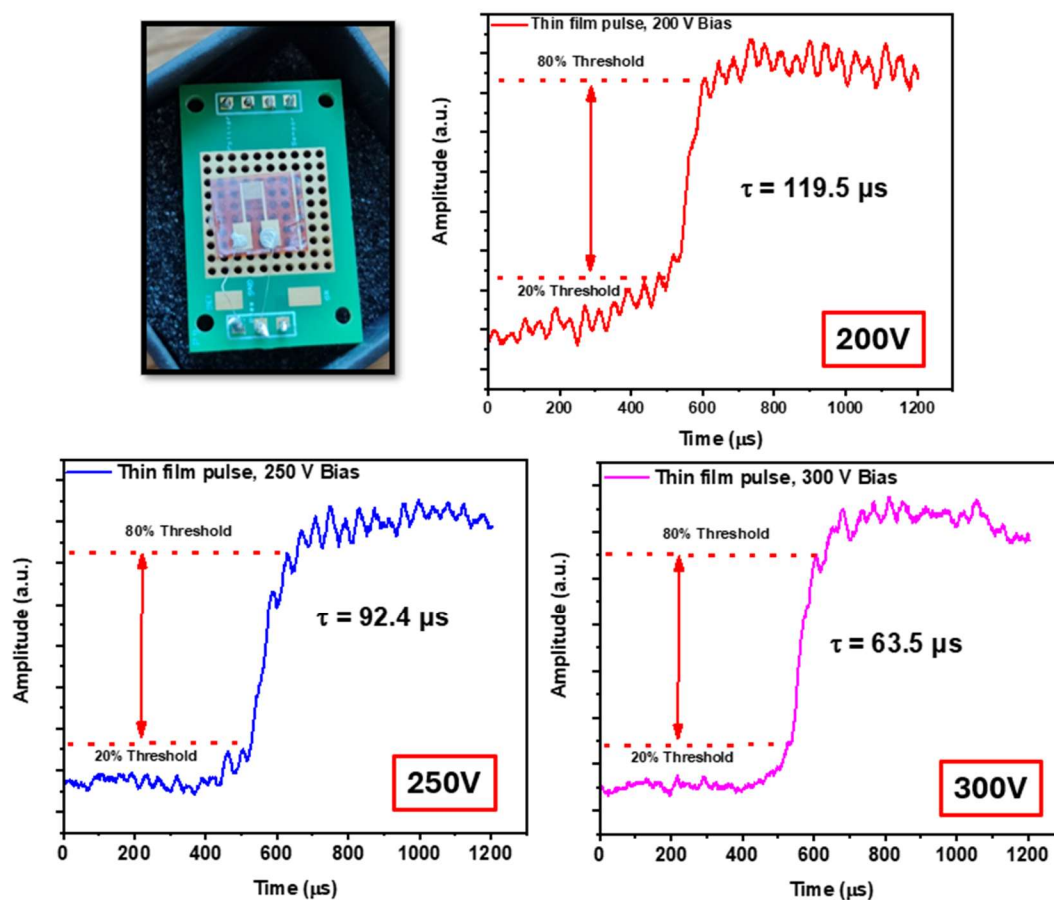 Thin film pulse, 200 V Bias
80% Threshold
Amplitude (a.u.)
τ = 119.5 μs
20% Threshold
200V
0 200 400 600 800 1000 1200
Time (μs)
Thin film pulse, 250 V Bias
80% Threshold
Amplitude (a.u.)
τ = 92.4 μs
20% Threshold
250V
0 200 400 600 800 1000 1200
Time (μs)
Thin film pulse, 300 V Bias
80% Threshold
Amplitude (a.u.)
τ = 63.5 μs
20% Threshold
300V
0 200 400 600 800 1000 1200
Time (μs)